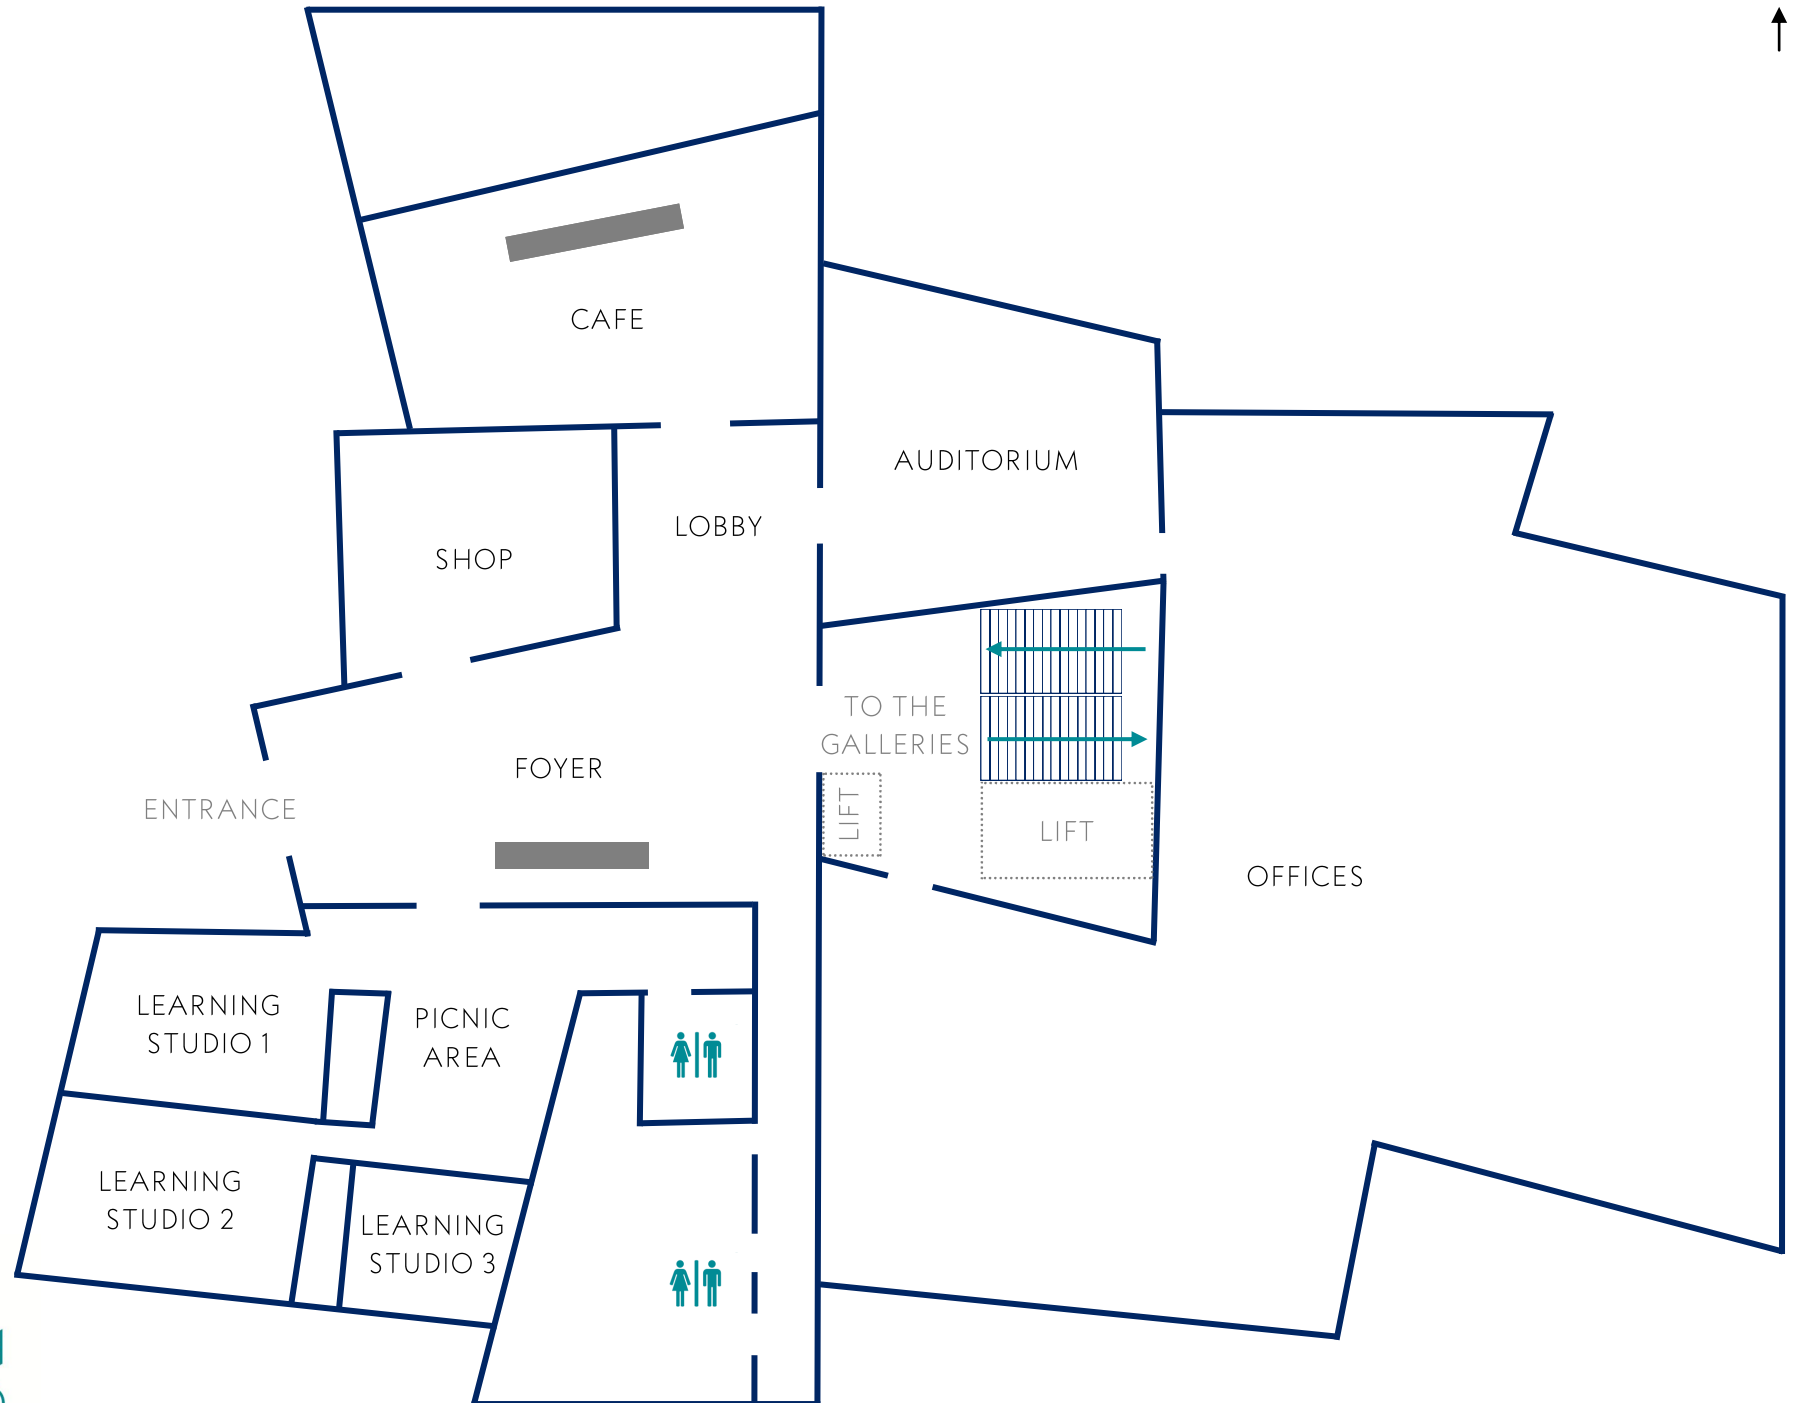 CAFE
AUDITORIUM
LOBBY
SHOP
TO THE
GALLERIES
FOYER
ENTRANCE
LIFT
LIFT
OFFICES
LEARNING
STUDIO 1
PICNIC
AREA
LEARNING
STUDIO 2
LEARNING
STUDIO 3